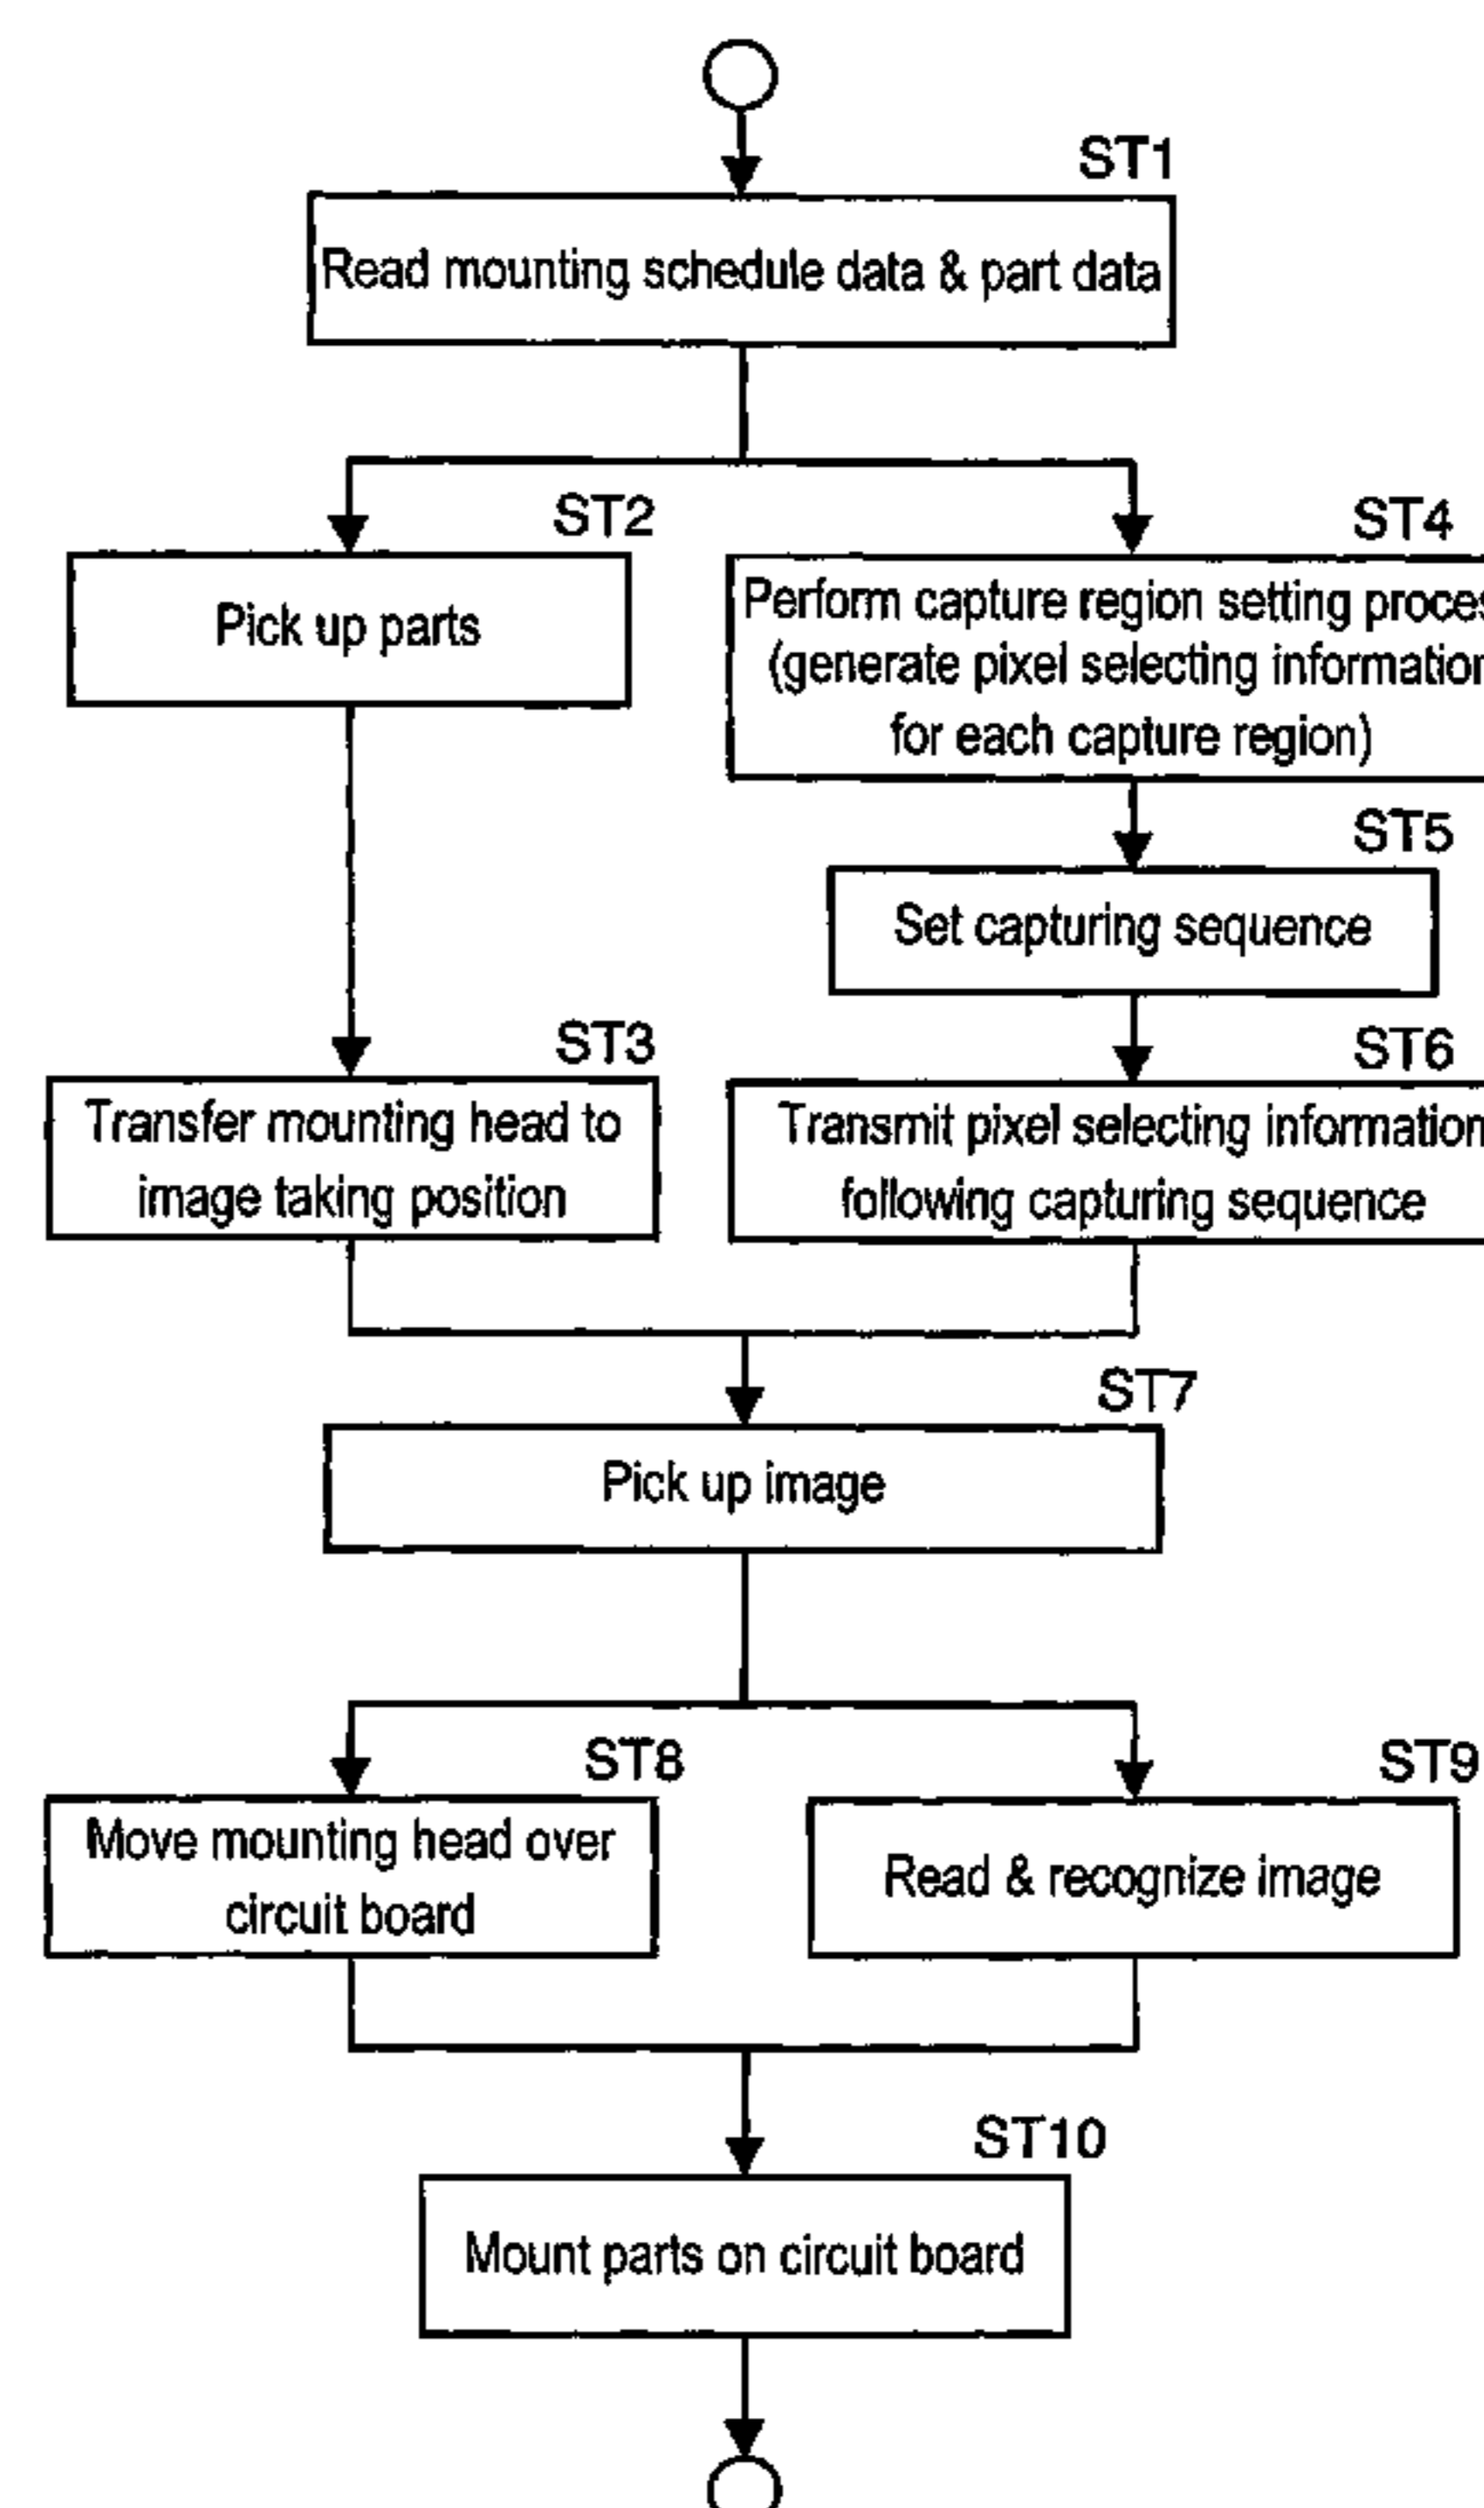 ST1
Read mounting schedule data & part data
ST2
Pick up parts
ST4
Perform capture region setting
(generate pixel selecting
for each capture region)
ST5
Set capturing sequence
ST3
Transfer mounting head to
image taking position
ST6
Transmit pixel selecting information
following capturing sequence
ST7
Pick up image
ST8
Move mounting head over
circuit board
ST9
Read & recognize image
ST10
Mount parts on circuit board